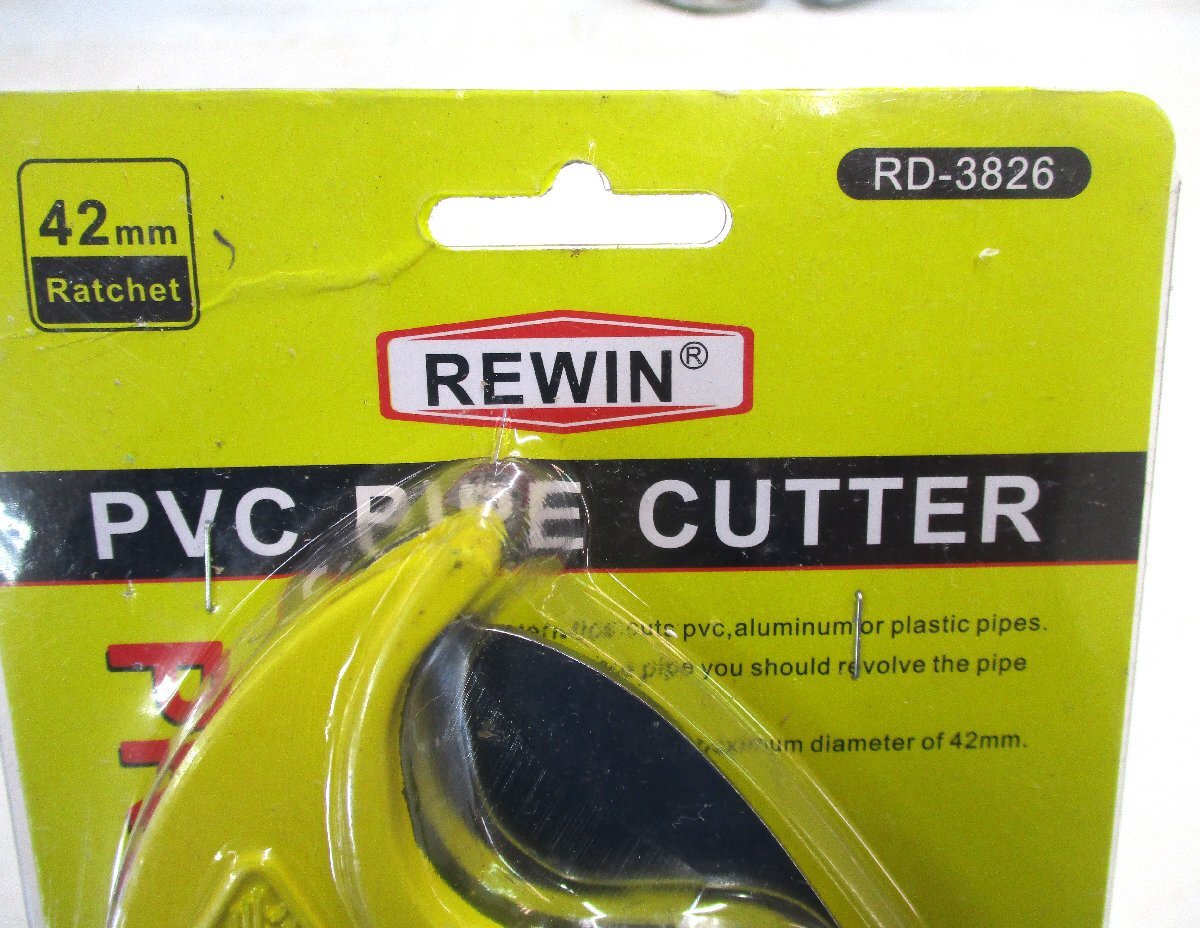 42mm
Ratchet
RD-3826
REWIN®
PVC PIPE CUTTER
cuts pvc,aluminum or plastic pipes.
pipe you should revolve the pipe
maximum diameter of 42mm.